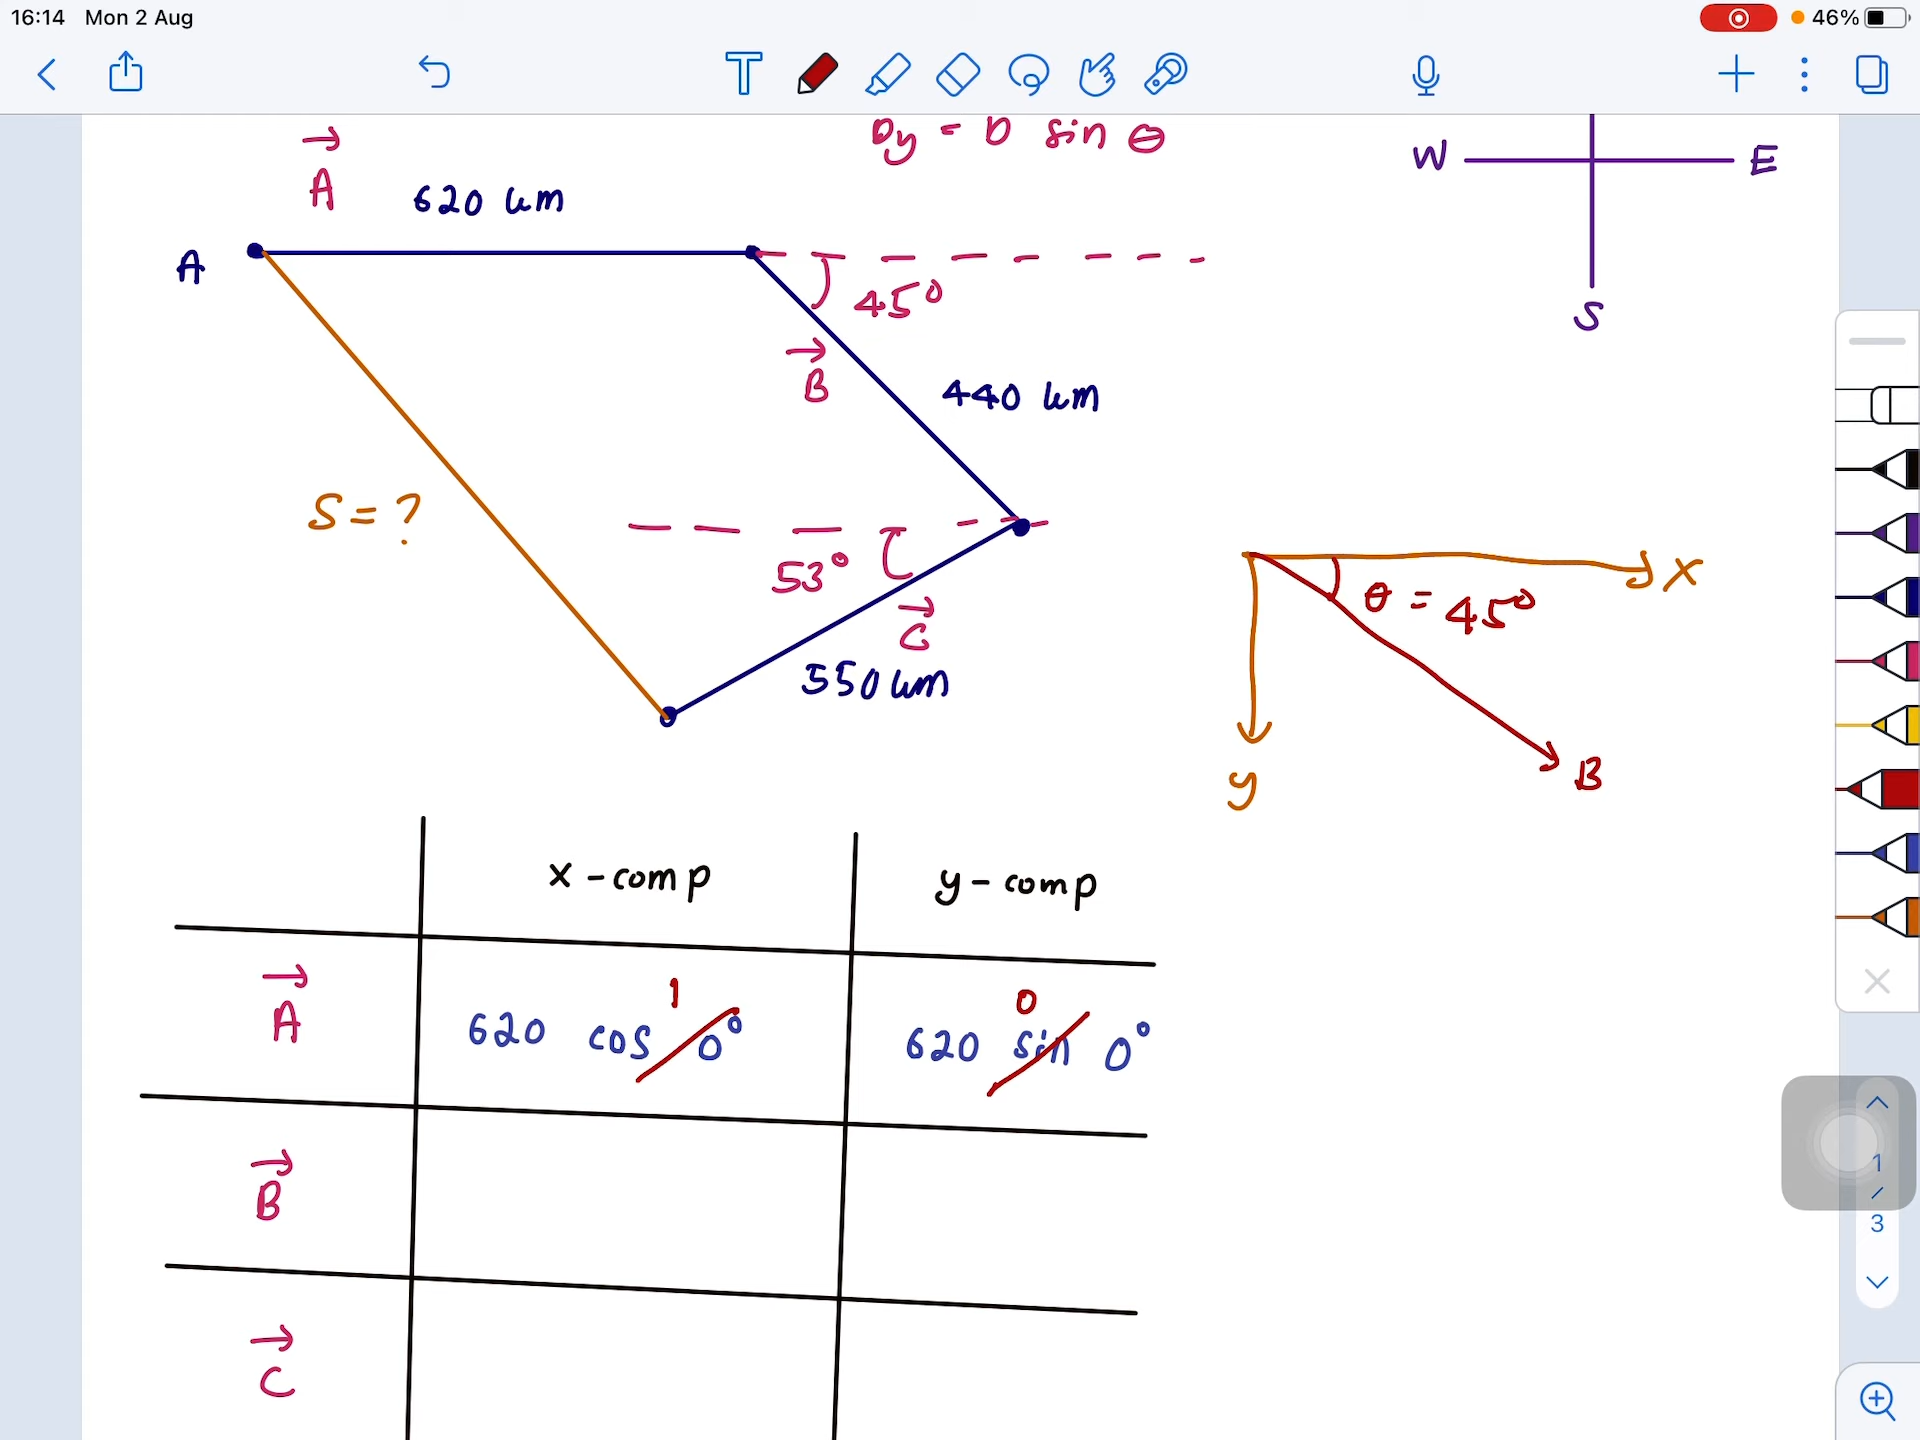 16:14 Mon 2 Aug
46%
T
Dy = D sin θ
W E
S
A
620 km
A
45°
B
440 km
S = ?
53°
C
550 km
x
θ = 45°
B
y
x - comp y - comp
A 620 cos 0° 1 620 sin 0° 0
B
C
1
/
3